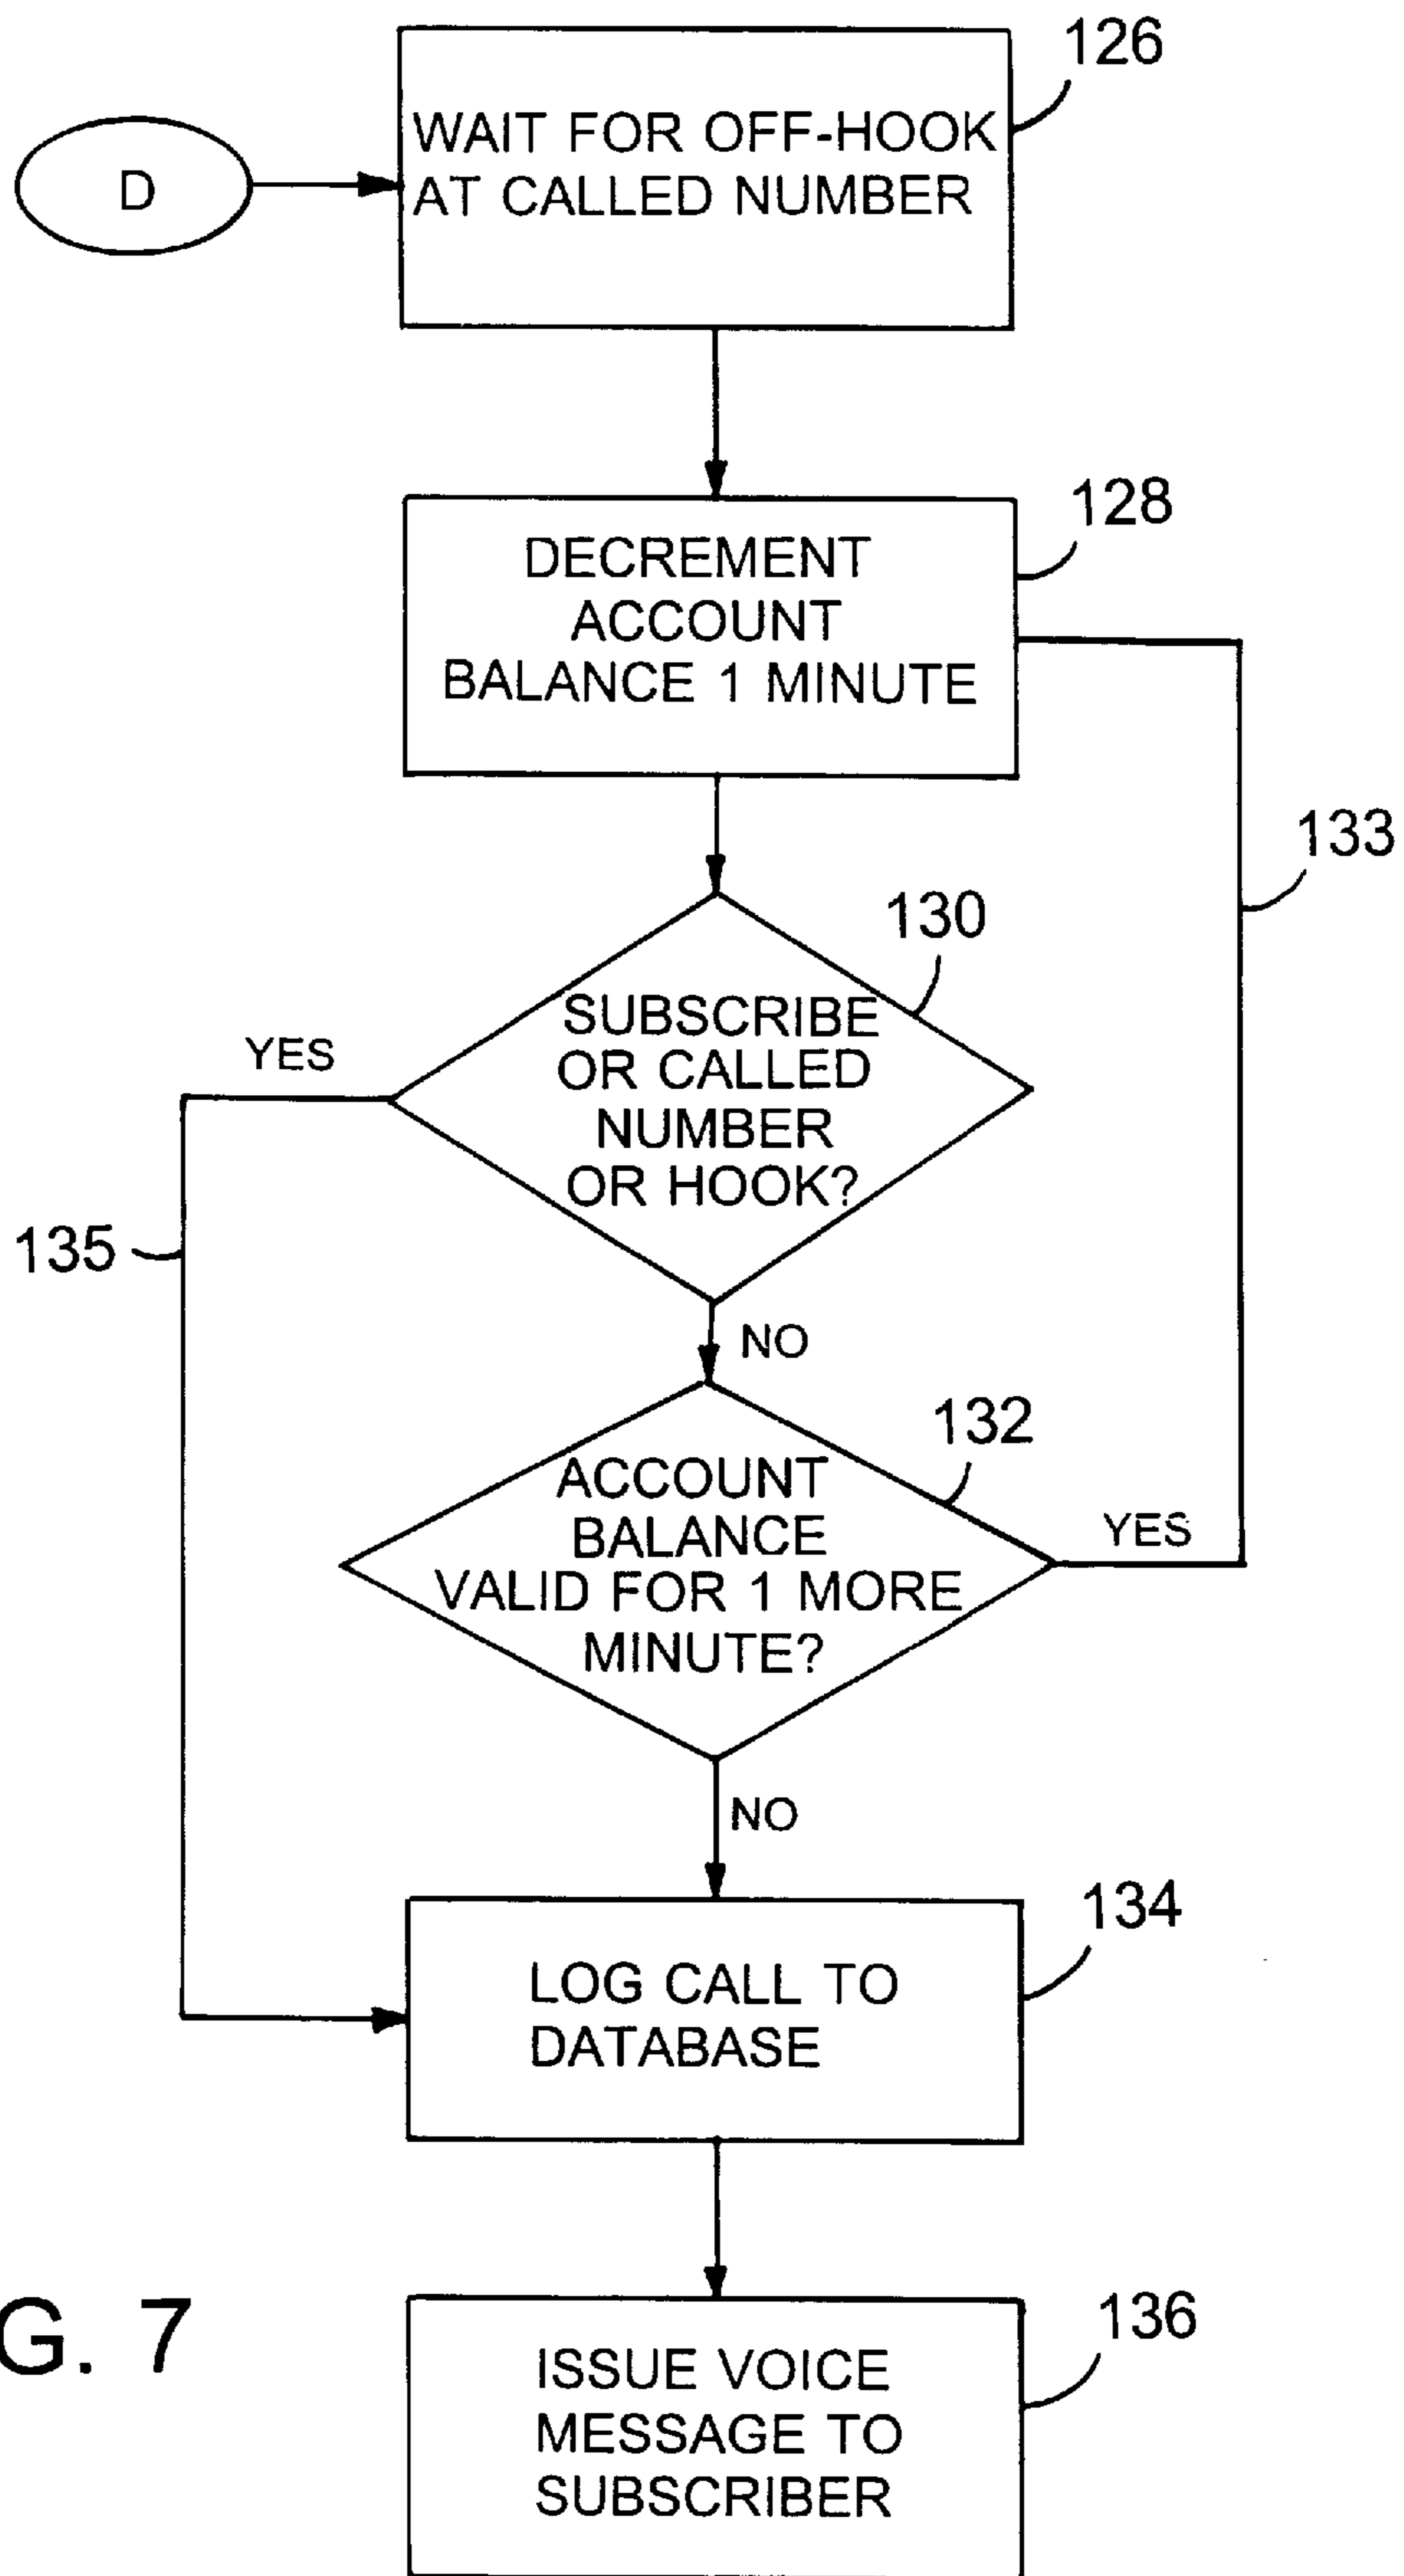 126
WAIT FOR OFF-HOOK
AT CALLED NUMBER
D
128
DECREMENT
ACCOUNT
BALANCE 1 MINUTE
133
130
SUBSCRIBE
OR CALLED
NUMBER
OR HOOK?
YES
135
NO
132
ACCOUNT
BALANCE
VALID FOR 1 MORE
MINUTE?
YES
NO
134
LOG CALL TO
DATABASE
136
ISSUE VOICE
MESSAGE TO
SUBSCRIBER
G. 7